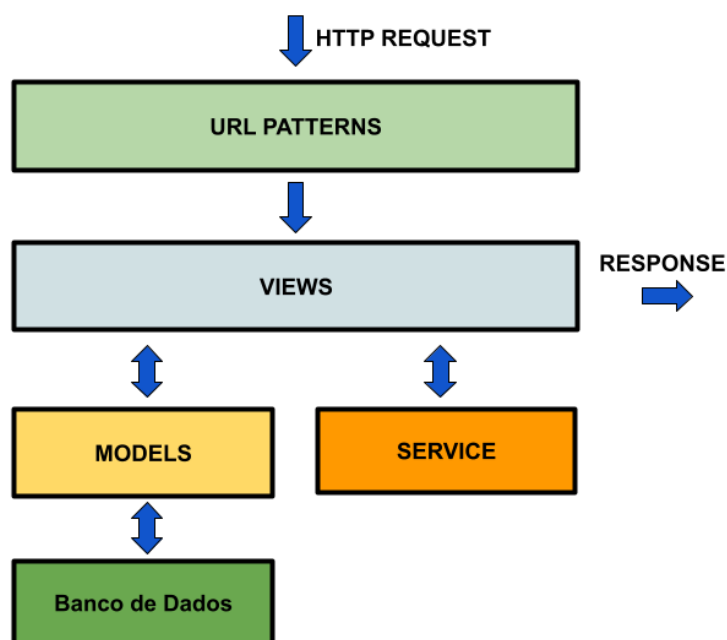 HTTP REQUEST
URL PATTERNS
RESPONSE
VIEWS
MODELS
SERVICE
Banco de Dados